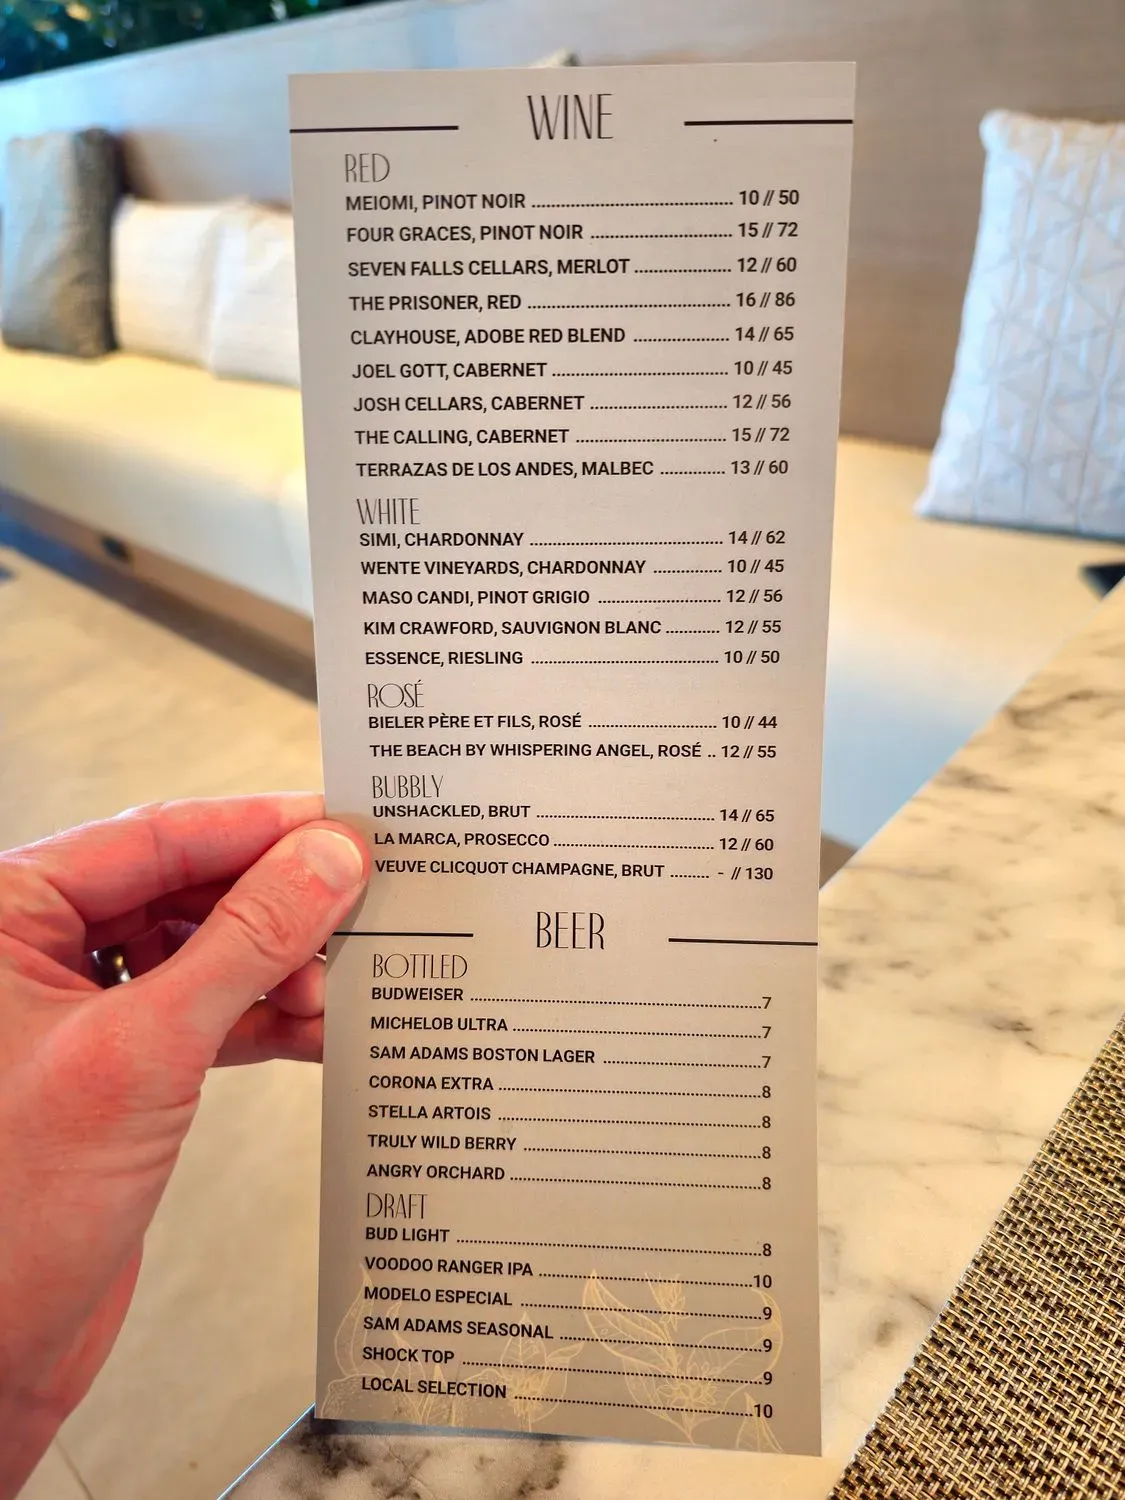 WINE
RED
MEIOMI, PINOT NOIR ........ 10 // 50
FOUR GRACES, PINOT NOIR ........ 15 // 72
SEVEN FALLS CELLARS, MERLOT ........ 12 // 60
THE PRISONER, RED ........ 16 // 86
CLAYHOUSE, ADOBE RED BLEND ........ 14 // 65
JOEL GOTT, CABERNET ........ 10 // 45
JOSH CELLARS, CABERNET ........ 12 // 56
THE CALLING, CABERNET ........ 15 // 72
TERRAZAS DE LOS ANDES, MALBEC ........ 13 // 60
WHITE
SIMI, CHARDONNAY ........ 14 // 62
WENTE VINEYARDS, CHARDONNAY ........ 10 // 45
MASO CANDI, PINOT GRIGIO ........ 12 // 56
KIM CRAWFORD, SAUVIGNON BLANC ........ 12 // 55
ESSENCE, RIESLING ........ 10 // 50
ROSÉ
BIELER PÈRE ET FILS, ROSÉ ........ 10 // 44
THE BEACH BY WHISPERING ANGEL, ROSÉ .. 12 // 55
BUBBLY
UNSHACKLED, BRUT ........ 14 // 65
LA MARCA, PROSECCO ........ 12 // 60
VEUVE CLICQUOT CHAMPAGNE, BRUT ........ - // 130
BEER
BOTTLED
BUDWEISER ........ 7
MICHELOB ULTRA ........ 7
SAM ADAMS BOSTON LAGER ........ 7
CORONA EXTRA ........ 8
STELLA ARTOIS ........ 8
TRULY WILD BERRY ........ 8
ANGRY ORCHARD ........ 8
DRAFT
BUD LIGHT ........ 8
VOODOO RANGER IPA ........ 10
MODELO ESPECIAL ........ 9
SAM ADAMS SEASONAL ........ 9
SHOCK TOP ........ 9
LOCAL SELECTION ........ 10